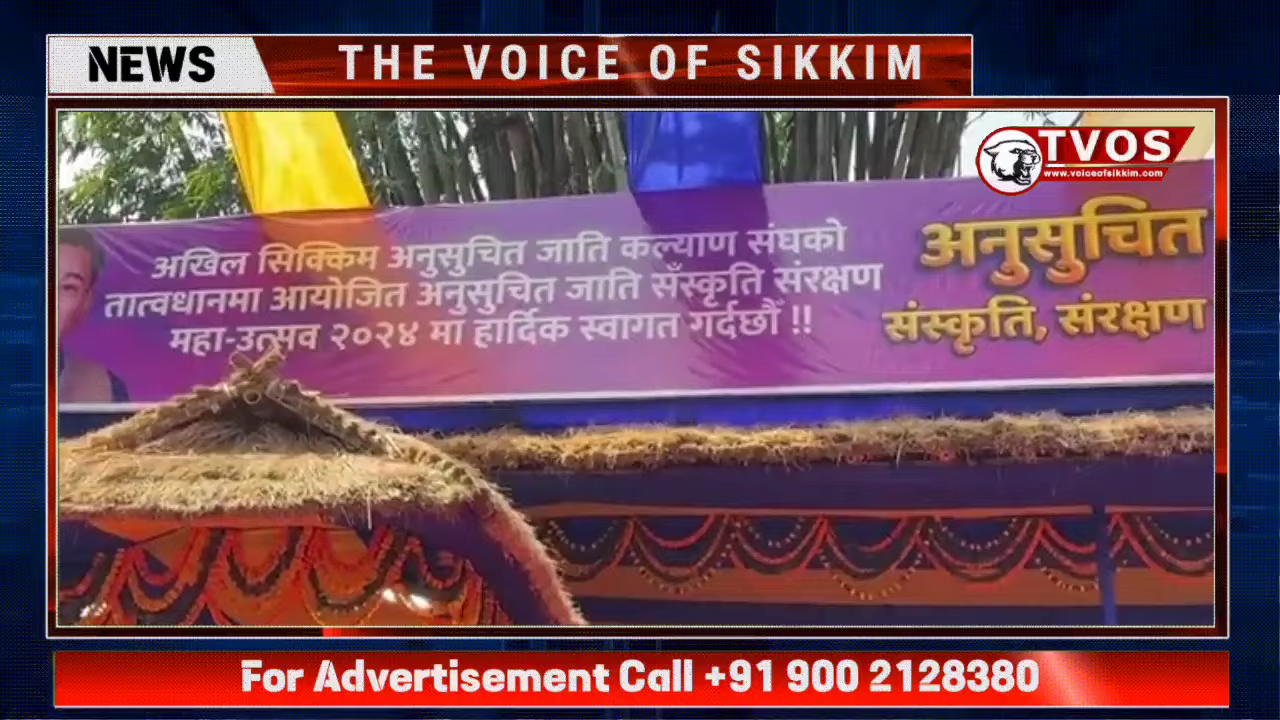 NEWS
THE VOICE OF SIKKIM
TVOS
www.voiceofsikkim.com
अखिल सिक्किम अनुसुचित जाति कल्याण संघको
तात्वधानमा आयोजित अनुसुचित जाति सँस्कृति संरक्षण
महा-उत्सव २०२४ मा हार्दिक स्वागत गर्दछौँ !!
अनुसुचित
संस्कृति, संरक्षण
For Advertisement Call +91 900 2128380